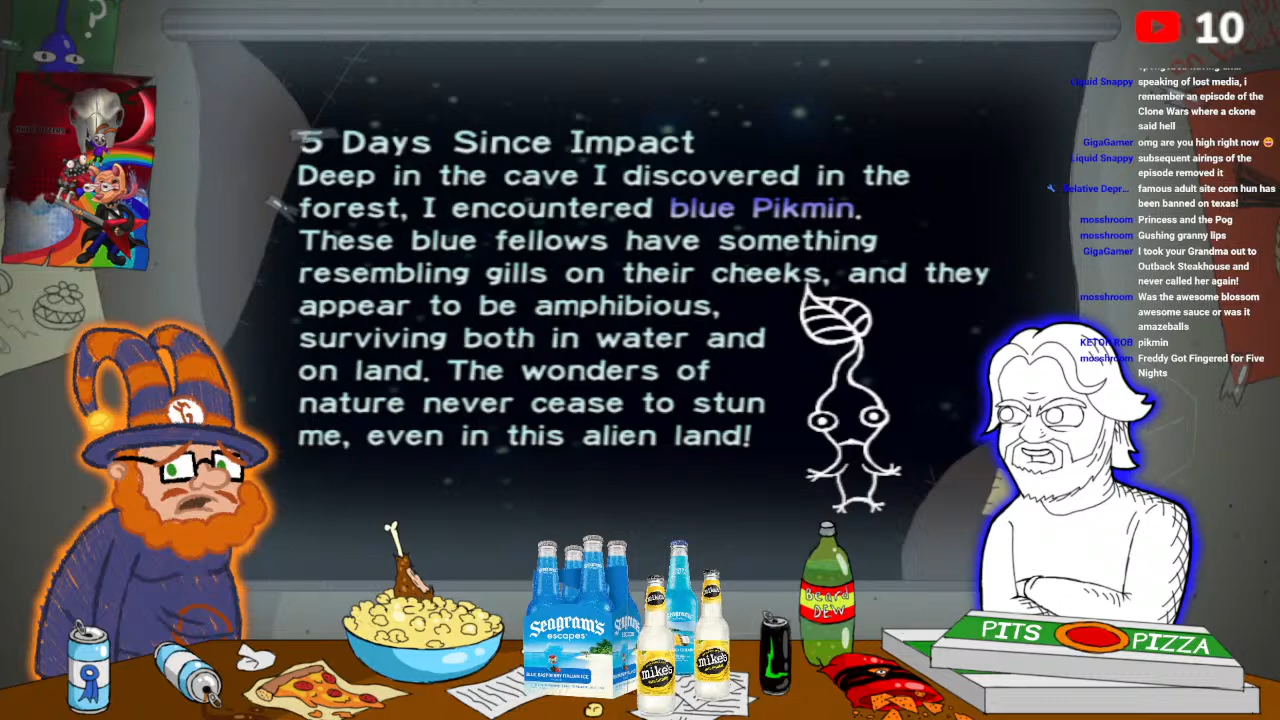 10
speaking of lost media, i
remember an episode of the
Clone Wars where a ckone
said hell
GigaGamer omg are you high right now
Liquid Snappy subsequent airings of the
episode removed it
famous adult site corn hun has
been banned on texas!
mosshroom Princess and the Pog
mosshroom Gushing granny lips
GigaGamer I took your Grandma out to
Outback Steakhouse and
never called her again!
mosshroom Was the awesome blossom
awesome sauce or was it
amazeballs
KETOF ROB pikmin
mosshroom Freddy Got Fingered for Five
Nights
5 Days Since Impact
Deep in the cave I discovered in the
forest, I encountered blue Pikmin.
These blue fellows have something
resembling gills on their cheeks, and they
appear to be amphibious,
surviving both in water and
on land. The wonders of
nature never cease to stun
me, even in this alien land!
Seagram's
escapes
BLUE RASPBERRY ITALIAN ICE
mike's
mike's
Beard
DEW
PITS PIZZA